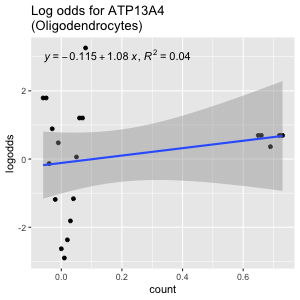 Log odds for ATP13A4
(Oligodendrocytes)
y = −0.115 + 1.08 x, R² = 0.04
2
0
-2
logodds
0.0 0.2 0.4 0.6
count